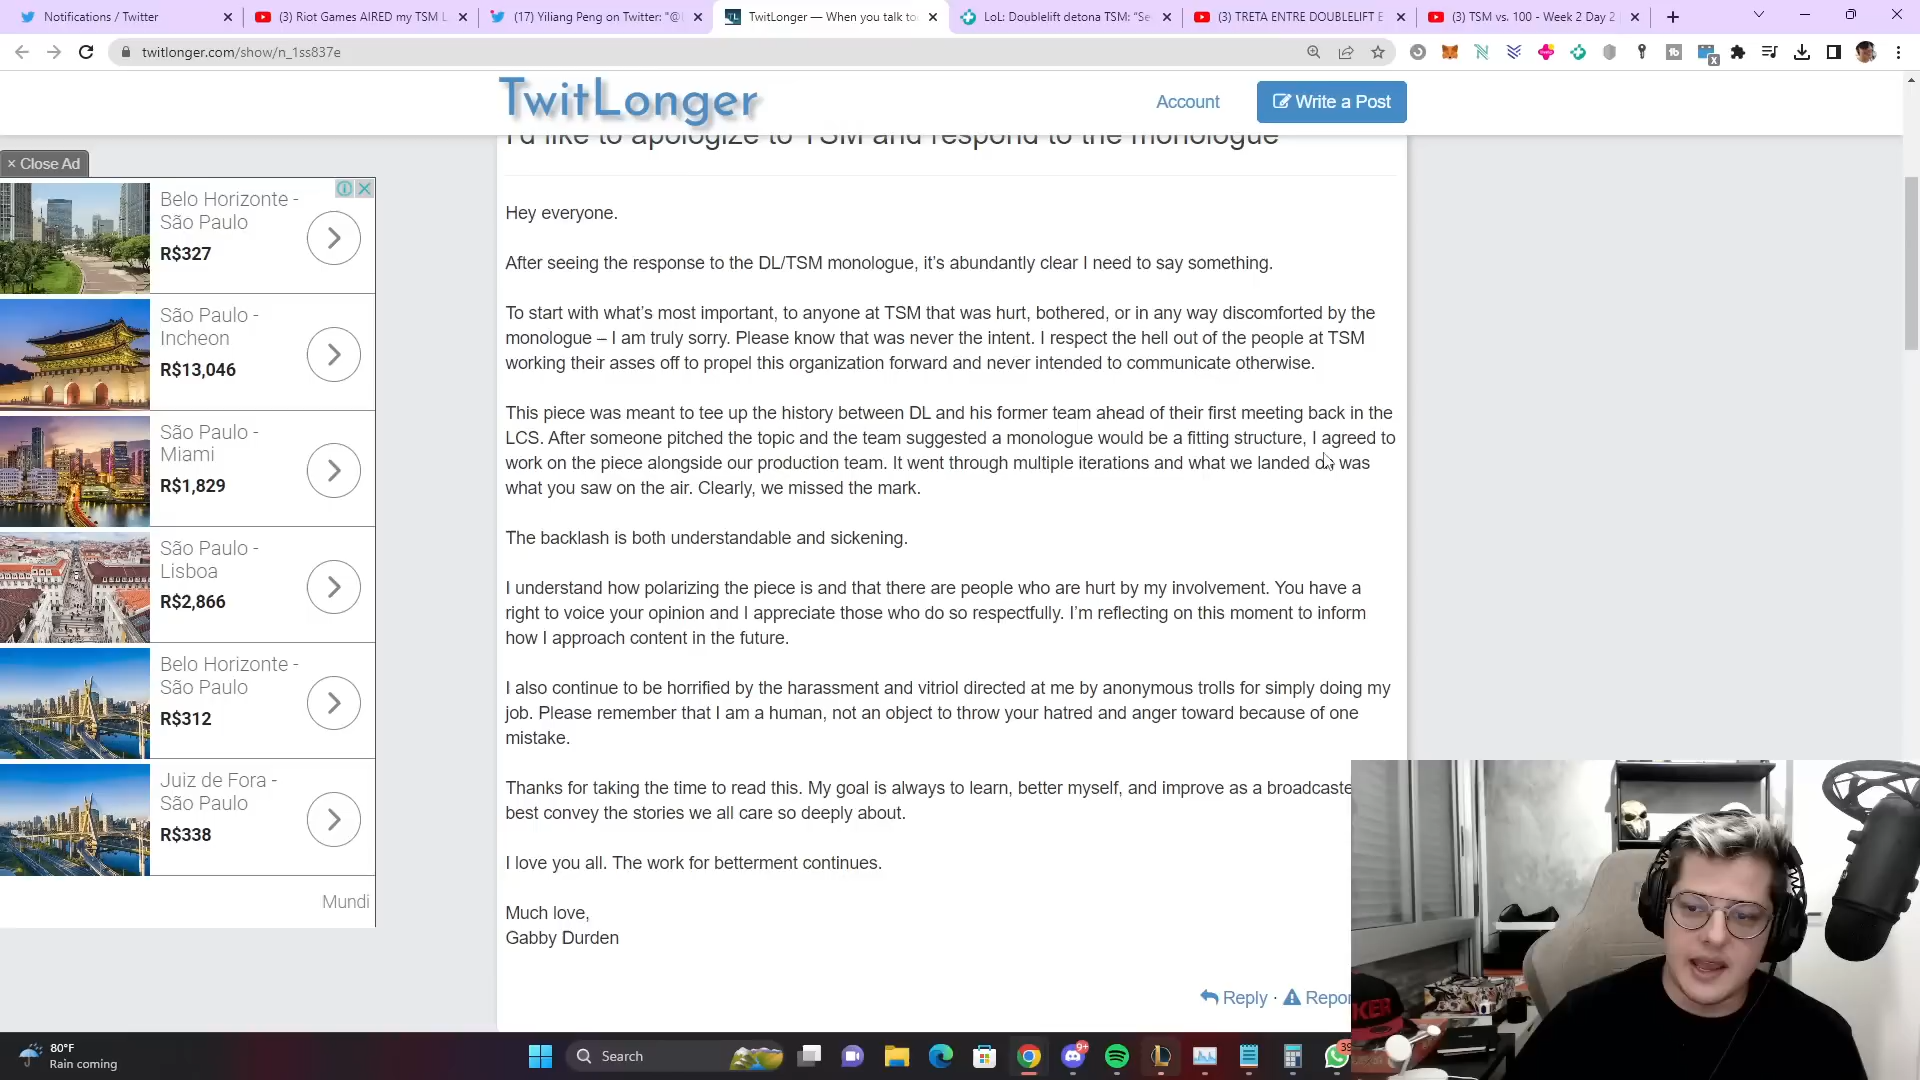 Notifications / Twitter
(3) Riot Games AIRED my TSM L
(17) Yiliang Peng on Twitter: "@
TwitLonger — When you talk to
LoL: Doublelift detona TSM: "Se
(3) TRETA ENTRE DOUBLELIFT E
(3) TSM vs. 100 - Week 2 Day 2
twitlonger.com/show/n_1ss837e
TwitLonger
Account
Write a Post
I'd like to apologize to TSM and respond to the monologue
× Close Ad
Belo Horizonte -
São Paulo
R$327
São Paulo -
Incheon
R$13,046
São Paulo -
Miami
R$1,829
São Paulo -
Lisboa
R$2,866
Belo Horizonte -
São Paulo
R$312
Juiz de Fora -
São Paulo
R$338
Mundi
Hey everyone.
After seeing the response to the DL/TSM monologue, it's abundantly clear I need to say something.
To start with what's most important, to anyone at TSM that was hurt, bothered, or in any way discomforted by the
monologue – I am truly sorry. Please know that was never the intent. I respect the hell out of the people at TSM
working their asses off to propel this organization forward and never intended to communicate otherwise.
This piece was meant to tee up the history between DL and his former team ahead of their first meeting back in the
LCS. After someone pitched the topic and the team suggested a monologue would be a fitting structure, I agreed to
work on the piece alongside our production team. It went through multiple iterations and what we landed on was
what you saw on the air. Clearly, we missed the mark.
The backlash is both understandable and sickening.
I understand how polarizing the piece is and that there are people who are hurt by my involvement. You have a
right to voice your opinion and I appreciate those who do so respectfully. I'm reflecting on this moment to inform
how I approach content in the future.
I also continue to be horrified by the harassment and vitriol directed at me by anonymous trolls for simply doing my
job. Please remember that I am a human, not an object to throw your hatred and anger toward because of one
mistake.
Thanks for taking the time to read this. My goal is always to learn, better myself, and improve as a broadcaste
best convey the stories we all care so deeply about.
I love you all. The work for betterment continues.
Much love,
Gabby Durden
Reply · Repor
80°F
Rain coming
Search
9+